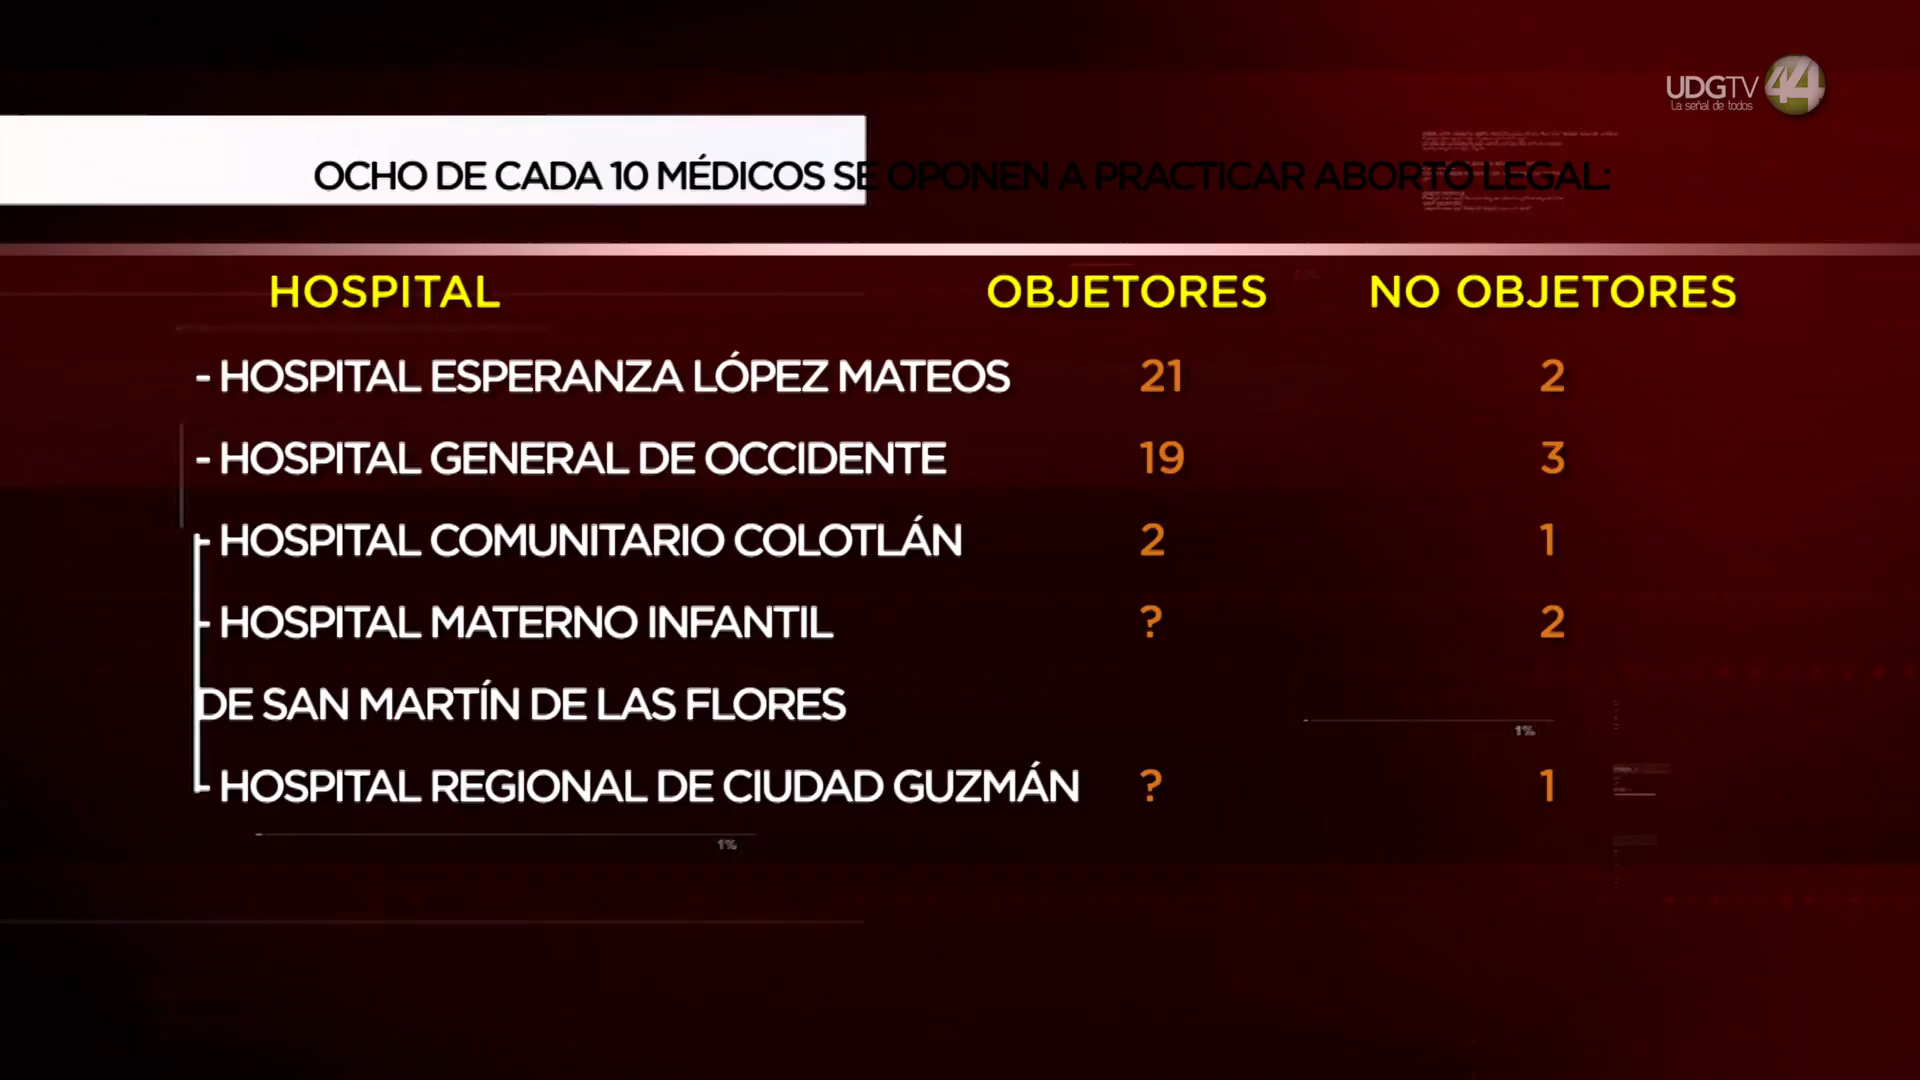 UDGTV 44
La señal de todos
OCHO DE CADA 10 MÉDICOS SE OPONEN A PRACTICAR ABORTO LEGAL:
HOSPITAL OBJETORES NO OBJETORES
- HOSPITAL ESPERANZA LÓPEZ MATEOS 21 2
- HOSPITAL GENERAL DE OCCIDENTE 19 3
- HOSPITAL COMUNITARIO COLOTLÁN 2 1
- HOSPITAL MATERNO INFANTIL ? 2
DE SAN MARTÍN DE LAS FLORES
1%
- HOSPITAL REGIONAL DE CIUDAD GUZMÁN ? 1
1%